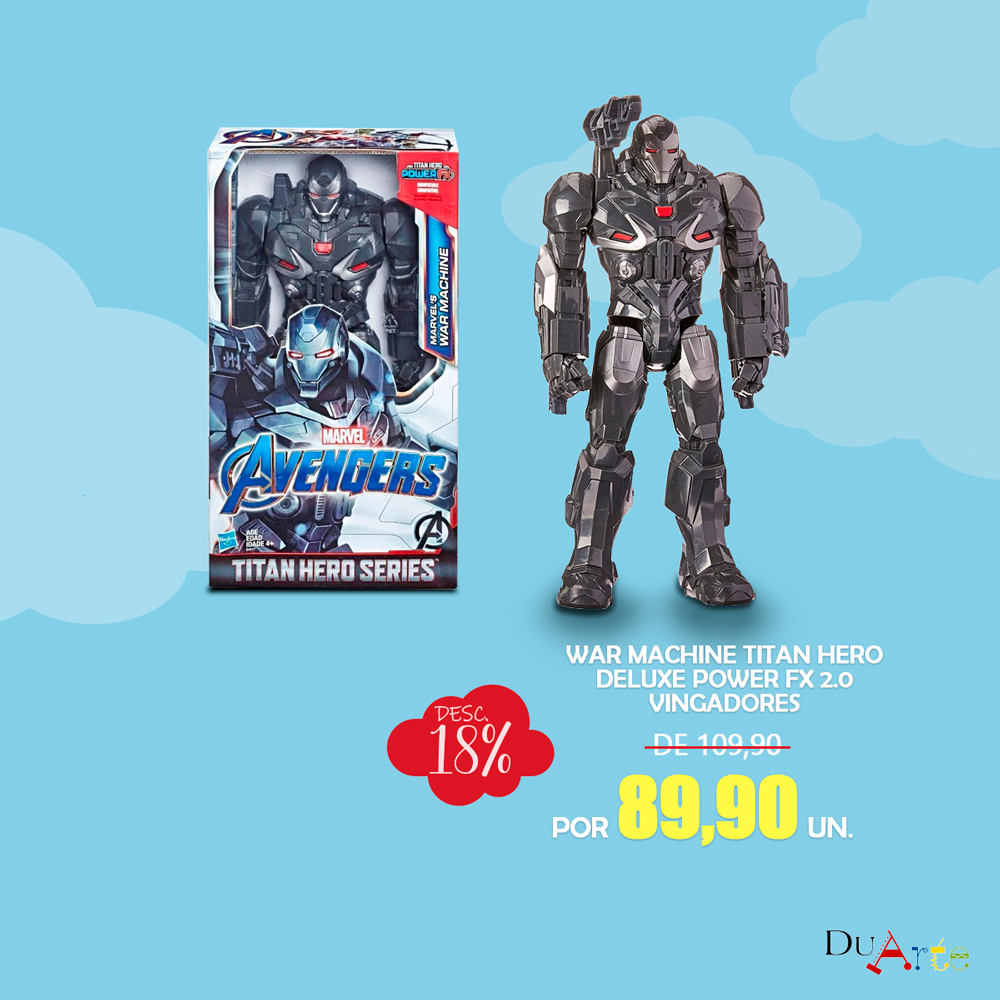 TITAN HERO
POWER FX
MARVEL'S
WAR MACHINE
MARVEL
AVENGERS
AGE
EDAD
IDADE 4+
TITAN HERO SERIES
WAR MACHINE TITAN HERO
DELUXE POWER FX 2.0
VINGADORES
DE 109,90
DESC.
18%
POR 89,90 UN.
DuArte